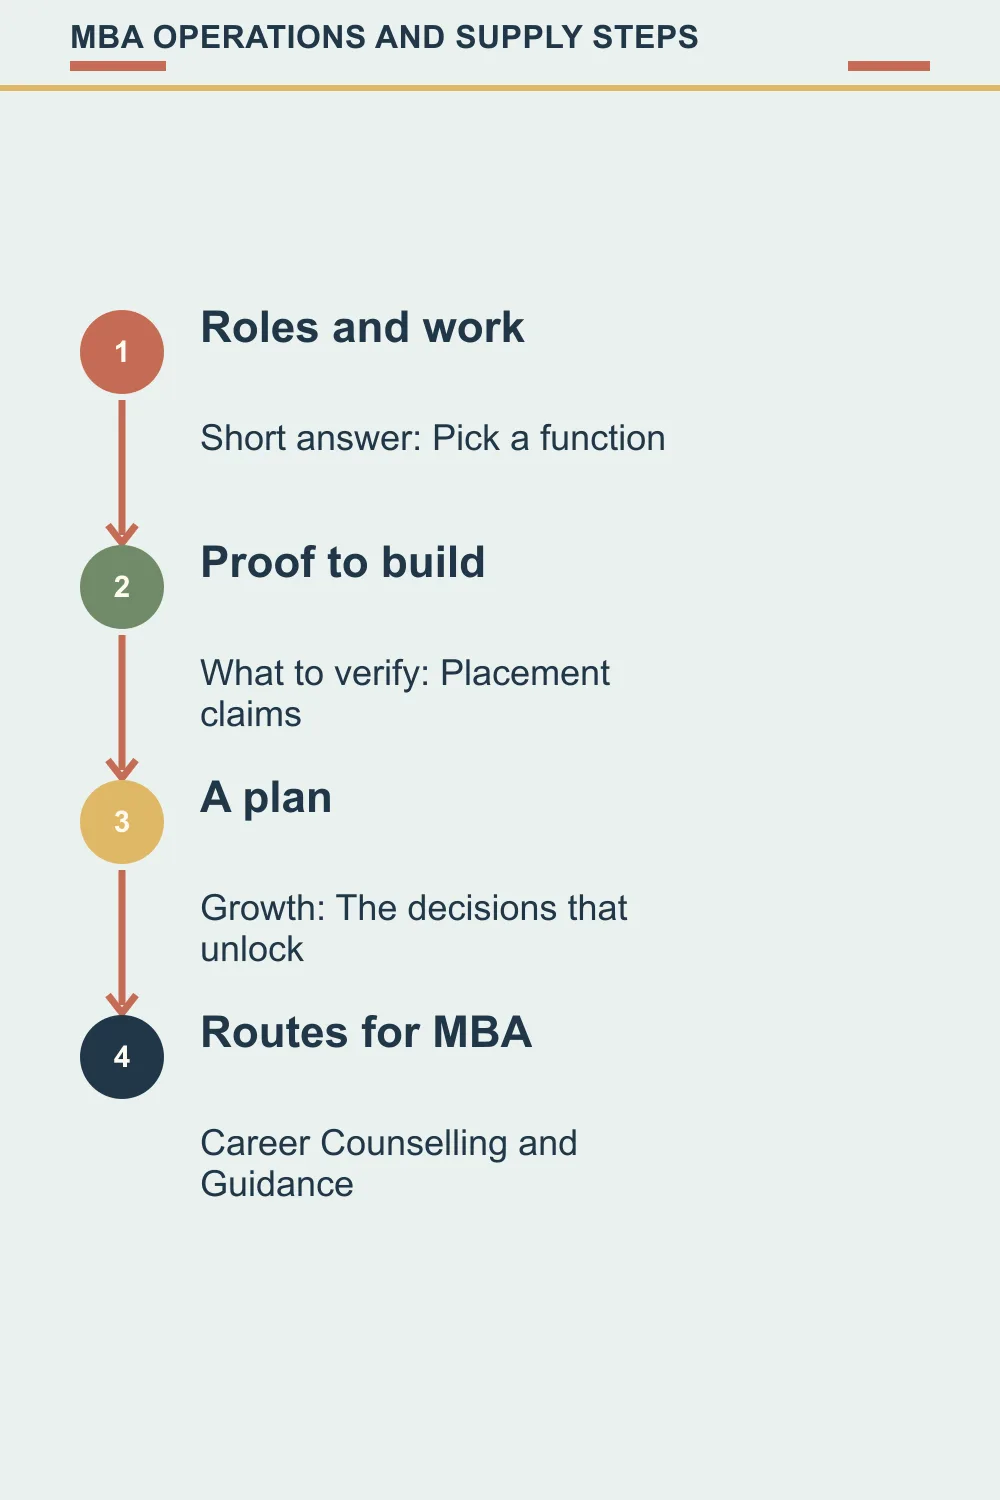 MBA OPERATIONS AND SUPPLY STEPS
1
Roles and work
Short answer: Pick a function
2
Proof to build
What to verify: Placement
claims
3
A plan
Growth: The decisions that
unlock
4
Routes for MBA
Career Counselling and
Guidance